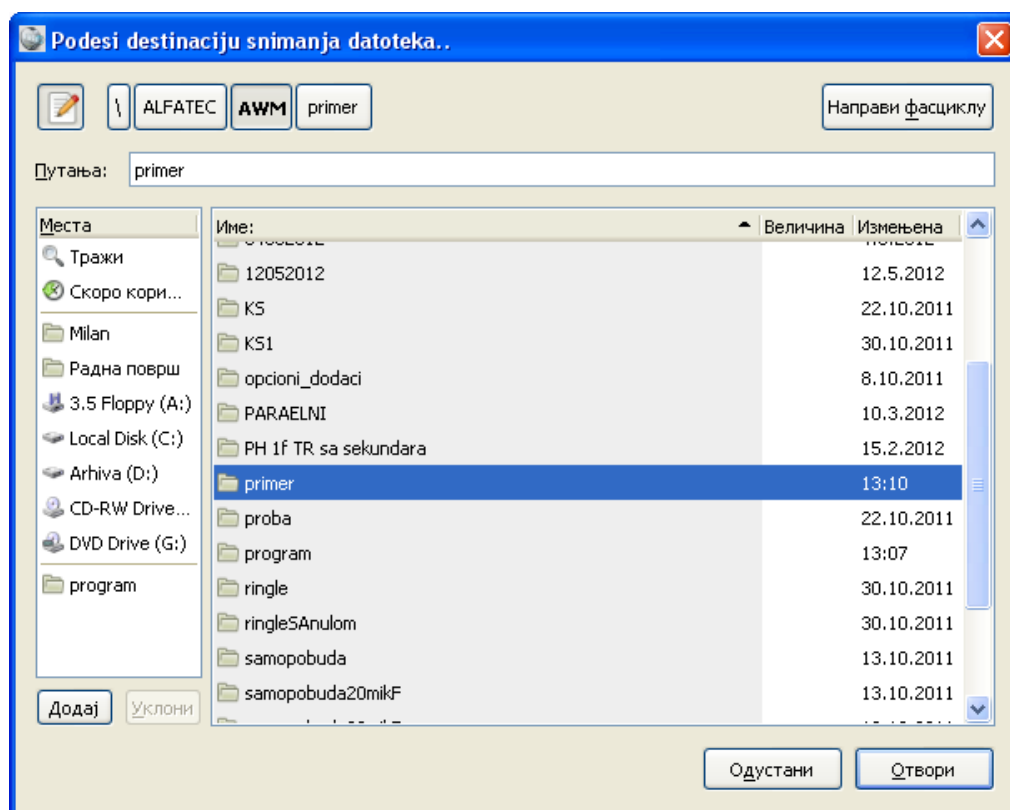 Podesi destinaciju snimanja datoteka..
\ ALFATEC AWM primer Направи фасциклу
Путања: primer
Места
Тражи
Скоро кори...
Milan
Радна површ
3.5 Floppy (A:)
Local Disk (C:)
Arhiva (D:)
CD-RW Drive...
DVD Drive (G:)
program
Додај Уклони
Име: Величина Измењена
12052012 12.5.2012
KS 22.10.2011
KS1 30.10.2011
opcioni_dodaci 8.10.2011
PARAELNI 10.3.2012
PH 1f TR sa sekundara 15.2.2012
primer 13:10
proba 22.10.2011
program 13:07
ringle 30.10.2011
ringleSAnulom 30.10.2011
samopobuda 13.10.2011
samopobuda20mikF 13.10.2011
Одустани Отвори